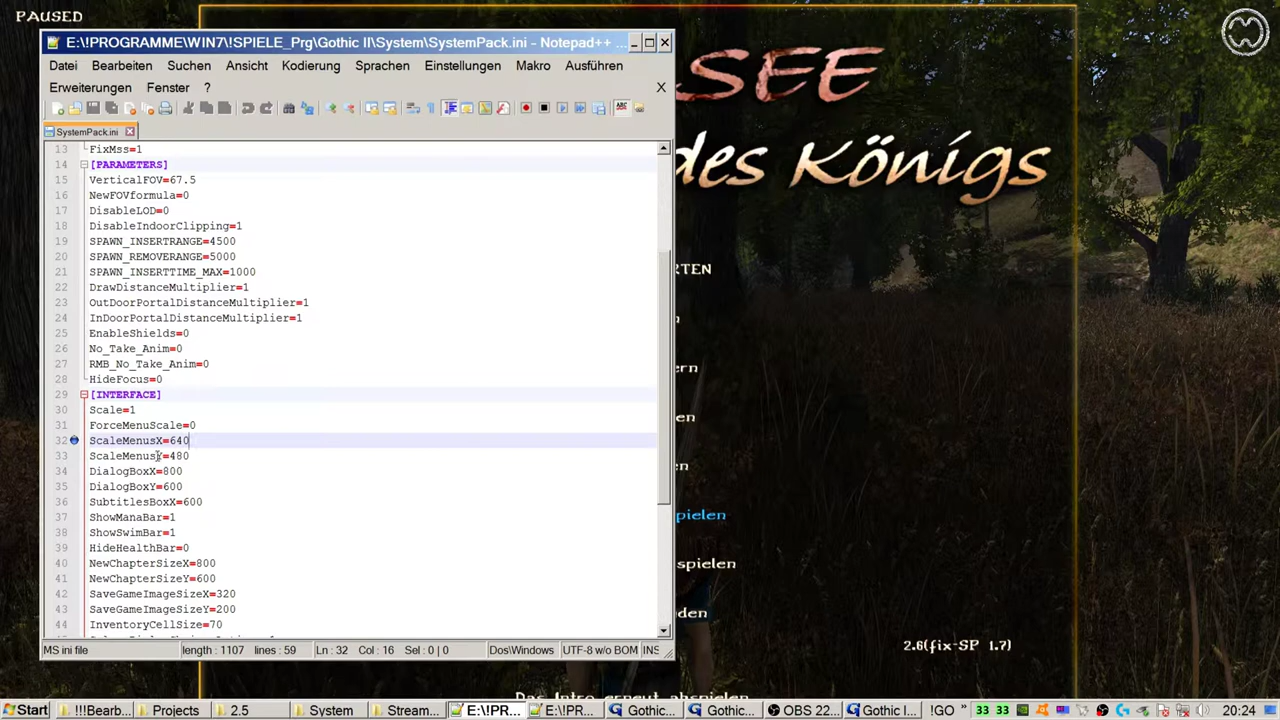 PAUSED
E:\!PROGRAMME\WIN7\!SPIELE_Prg\Gothic II\System\SystemPack.ini - Notepad++ ...
Datei Bearbeiten Suchen Ansicht Kodierung Sprachen Einstellungen Makro Ausführen
Erweiterungen Fenster ? X
SystemPack.ini
13 FixMss=1
14 [PARAMETERS]
15 VerticalFOV=67.5
16 NewFOVformula=0
17 DisableLOD=0
18 DisableIndoorClipping=1
19 SPAWN_INSERTRANGE=4500
20 SPAWN_REMOVERANGE=5000
21 SPAWN_INSERTTIME_MAX=1000
22 DrawDistanceMultiplier=1
23 OutDoorPortalDistanceMultiplier=1
24 InDoorPortalDistanceMultiplier=1
25 EnableShields=0
26 No_Take_Anim=0
27 RMB_No_Take_Anim=0
28 HideFocus=0
29 [INTERFACE]
30 Scale=1
31 ForceMenuScale=0
32 ScaleMenusX=640
33 ScaleMenusY=480
34 DialogBoxX=800
35 DialogBoxY=600
36 SubtitlesBoxX=600
37 ShowManaBar=1
38 ShowSwimBar=1
39 HideHealthBar=0
40 NewChapterSizeX=800
41 NewChapterSizeY=600
42 SaveGameImageSizeX=320
43 SaveGameImageSizeY=200
44 InventoryCellSize=70
MS ini file length : 1107 lines : 59 Ln : 32 Col : 16 Sel : 0 | 0 Dos\Windows UTF-8 w/o BOM INS
SEE
des Königs
RTEN
n
ern
en
n
pielen
spielen
den
2.6(fix-SP 1.7)
Das Intro erneut abspielen
Start !!!Bearb... Projects 2.5 System Stream... E:\!PR... E:\!PR... Gothic... Gothic... OBS 22... Gothic I... !GO » 33 33 20:24